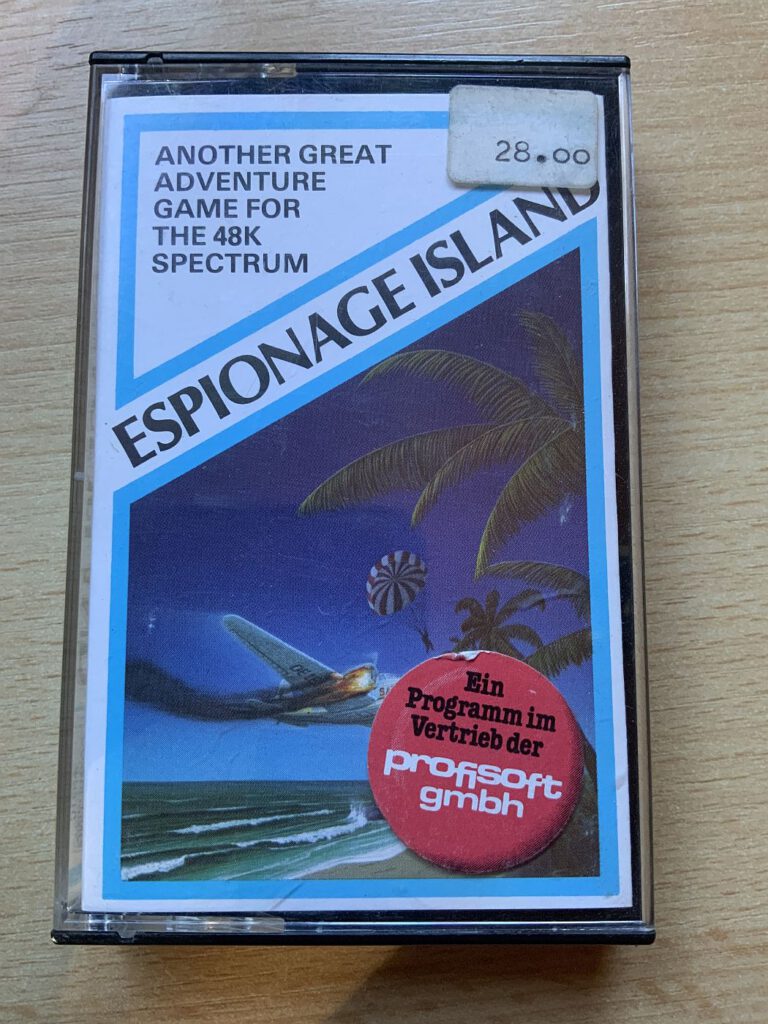 28.00
ANOTHER GREAT
ADVENTURE
GAME FOR
THE 48K
SPECTRUM
ESPIONAGE ISLAND
Ein
Programm im
Vertrieb der
profisoft
gmbh